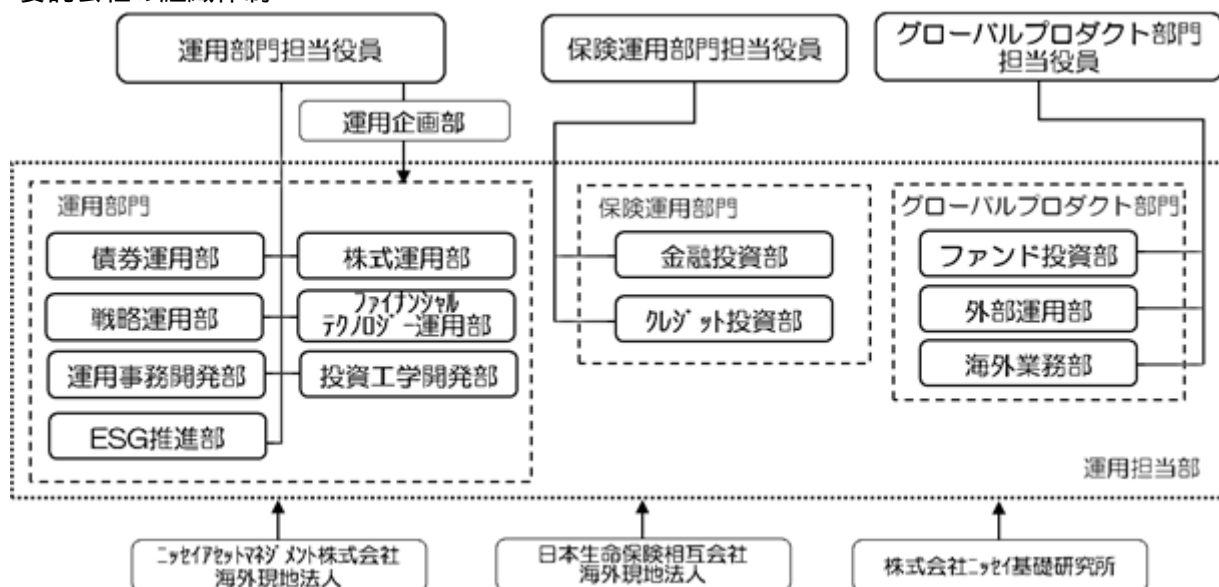 運用部門担当役員
保険運用部門担当役員
グローバルプロダクト部門
担当役員
運用企画部
運用部門
保険運用部門
グローバルプロダクト部門
債券運用部
株式運用部
金融投資部
ファンド投資部
戦略運用部
ファイナンシャル
テクノロジー運用部
クレジット投資部
外部運用部
運用事務開発部
投資工学開発部
海外業務部
ESG推進部
運用担当部
ニッセイアセットマネジメント株式会社
海外現地法人
日本生命保険相互会社
海外現地法人
株式会社ニッセイ基礎研究所